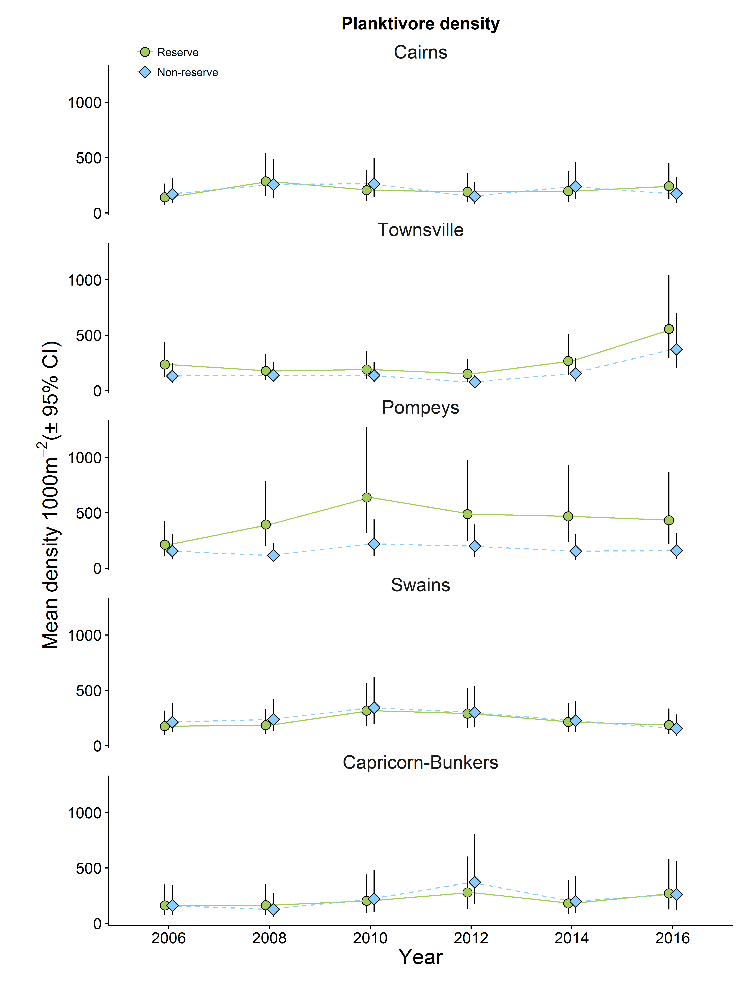 Planktivore density
Reserve
Non-reserve
Cairns
1000
500
0
Townsville
1000
500
0
Pompeys
1000
500
0
Swains
1000
500
0
Capricorn-Bunkers
1000
500
0
Mean density 1000m⁻²(± 95% CI)
2006 2008 2010 2012 2014 2016
Year